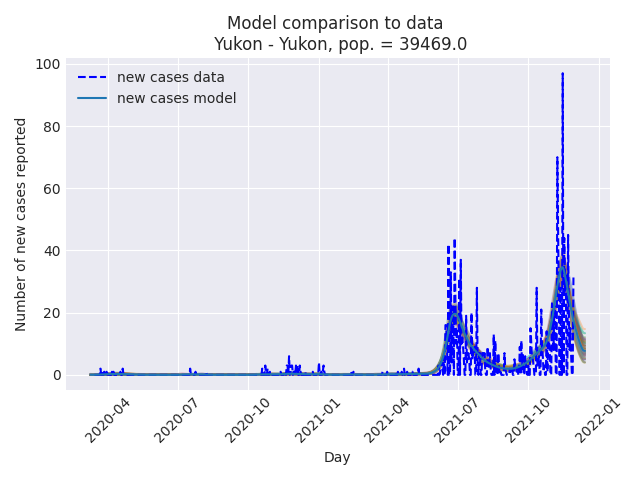 Model comparison to data
Yukon - Yukon, pop. = 39469.0
new cases data
new cases model
Number of new cases reported
100
80
60
40
20
0
2020-04
2020-07
2020-10
2021-01
2021-04
2021-07
2021-10
2022-01
Day